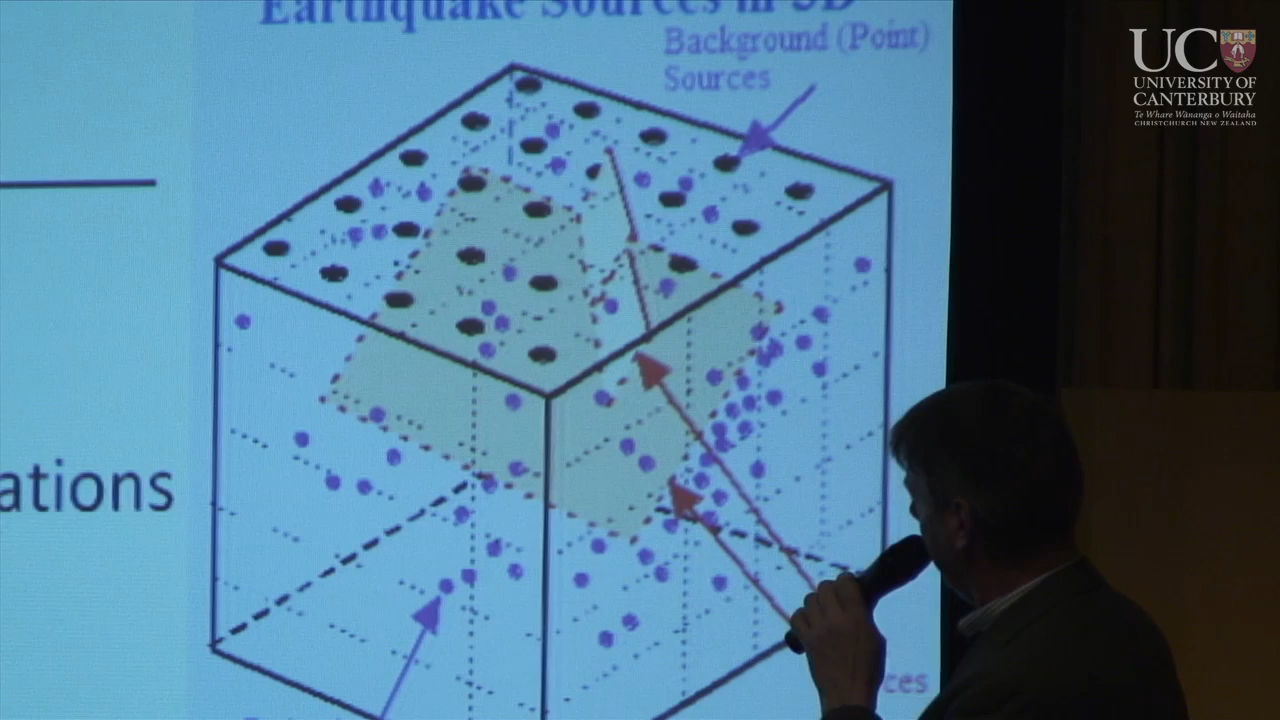 Earthquake Sources in 3D
Background (Point)
Sources
ations
ces
UC
UNIVERSITY OF
CANTERBURY
Te Whare Wānanga o Waitaha
CHRISTCHURCH NEW ZEALAND